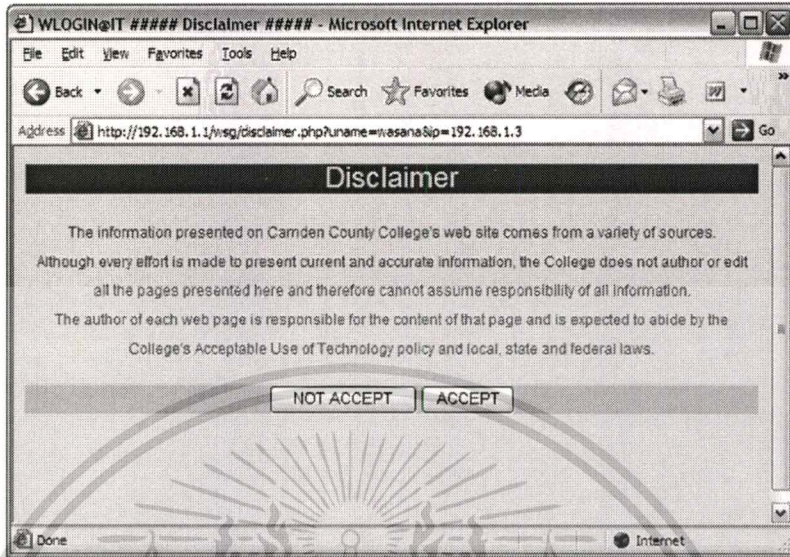 WLOGIN@IT ##### Disclaimer ##### - Microsoft Internet Explorer
File Edit View Favorites Tools Help
Back Search Favorites Media
Address http://192.168.1.1/wsg/disclaimer.php?uname=wasana&ip=192.168.1.3 Go
Disclaimer
The information presented on Camden County College's web site comes from a variety of sources.
Although every effort is made to present current and accurate information, the College does not author or edit
all the pages presented here and therefore cannot assume responsibility of all information.
The author of each web page is responsible for the content of that page and is expected to abide by the
College's Acceptable Use of Technology policy and local, state and federal laws.
NOT ACCEPT ACCEPT
Done Internet